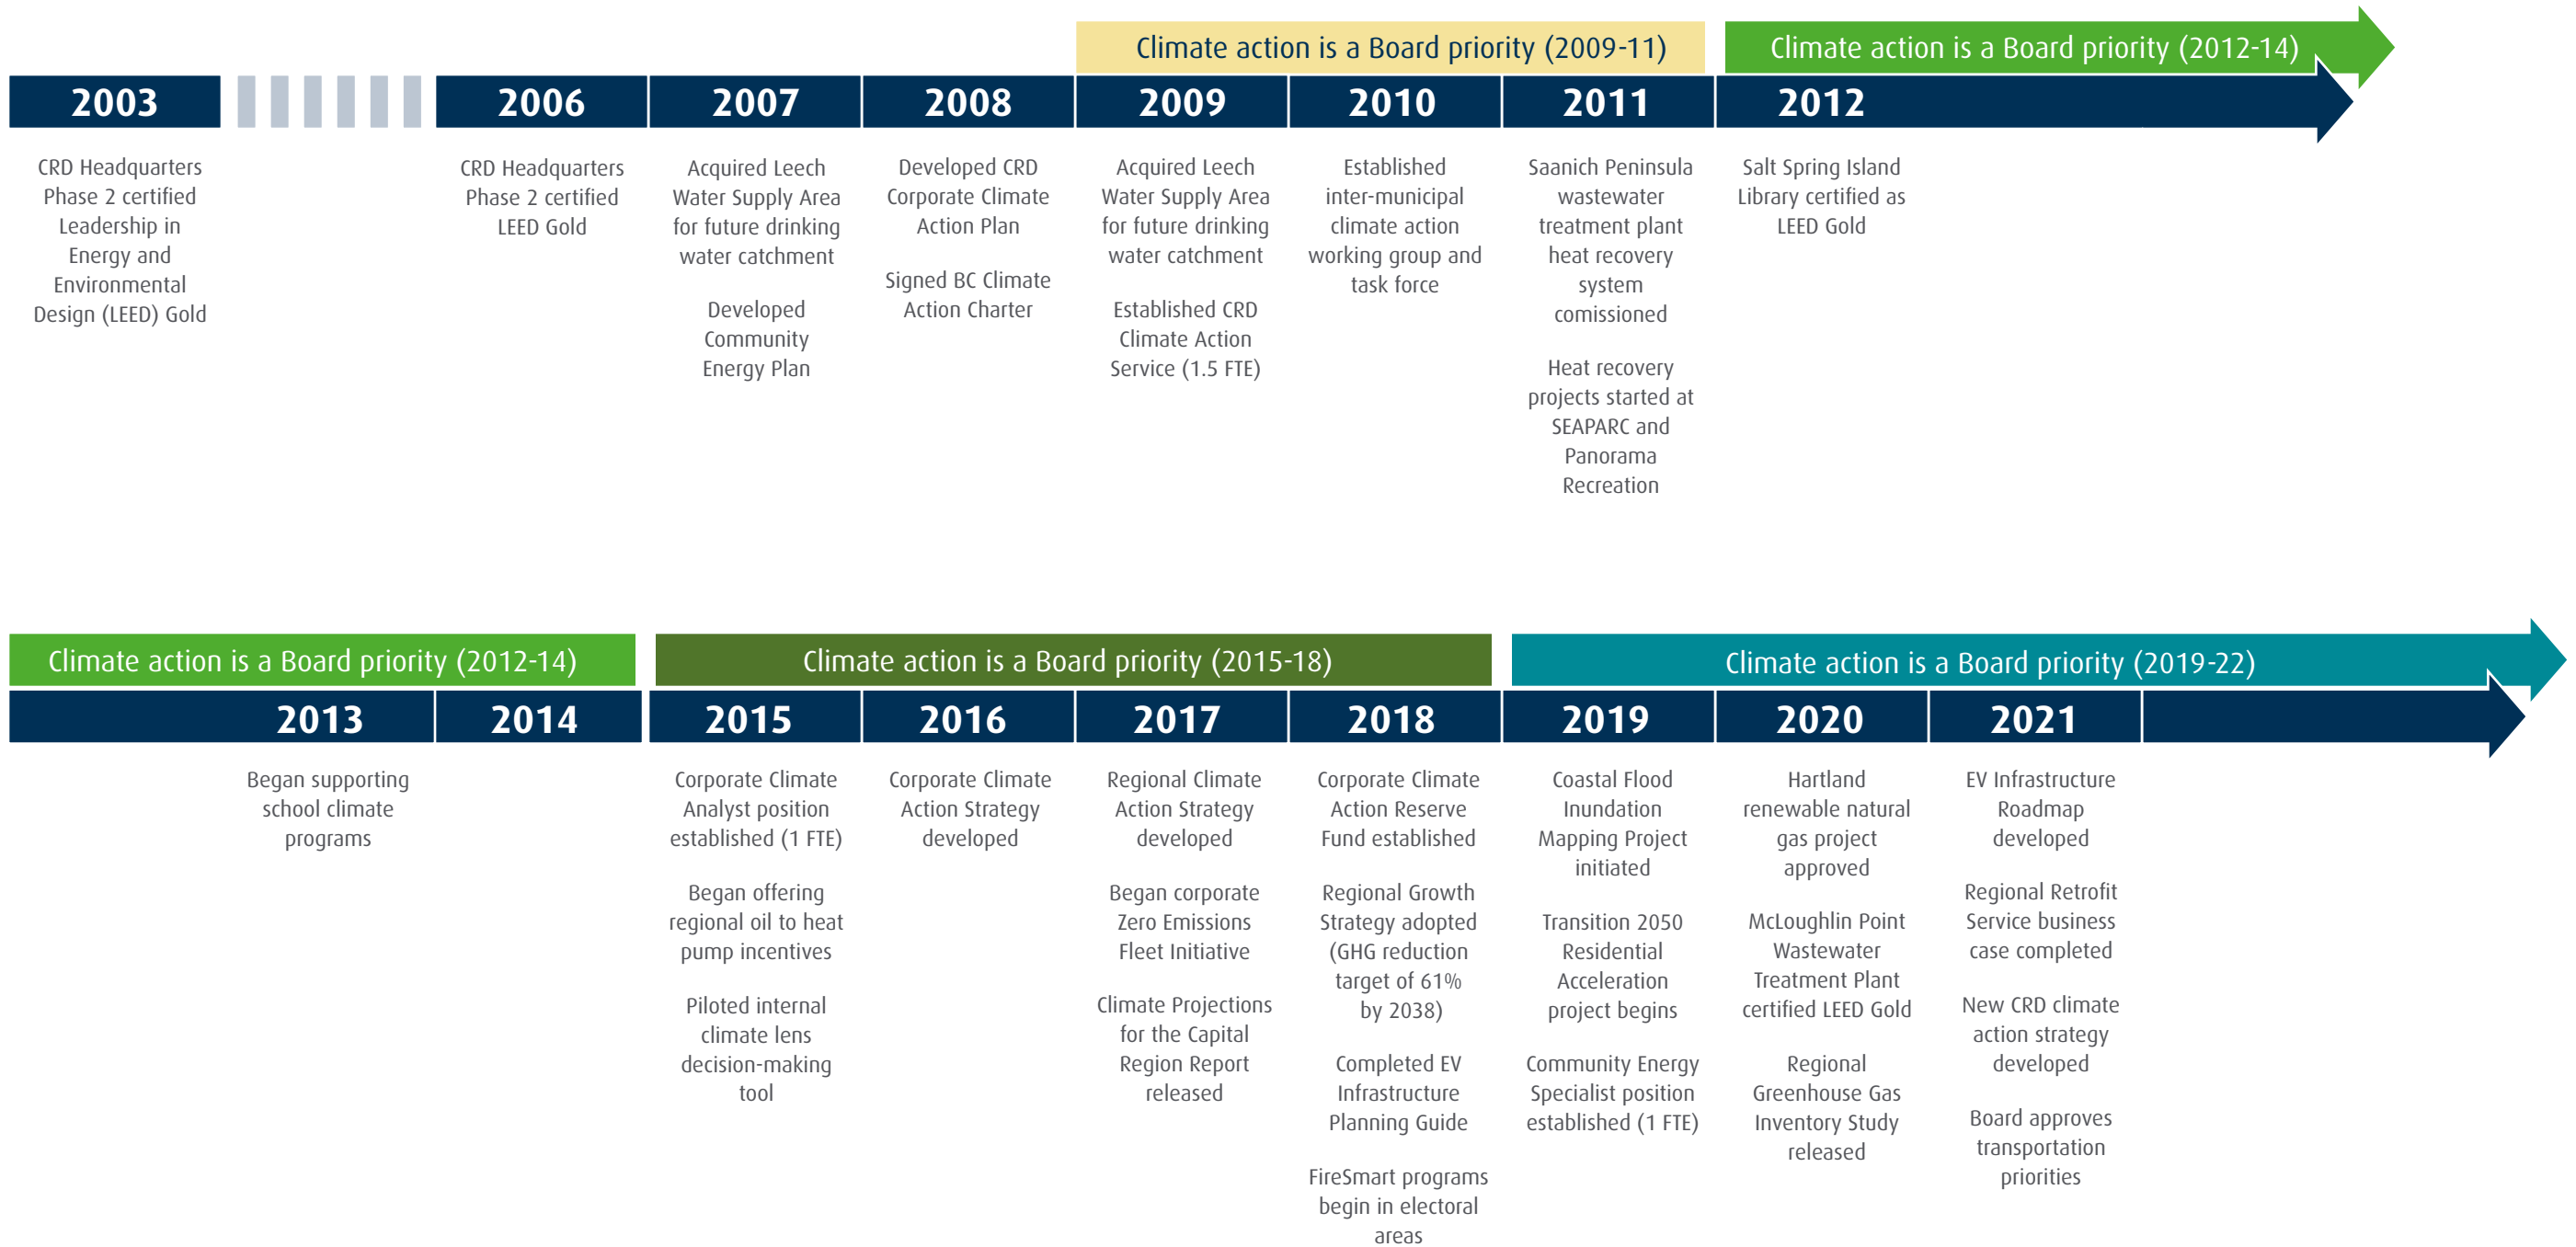 Climate action is a Board priority (2009-11)
Climate action is a Board priority (2012-14)
2003
2006
2007
2008
2009
2010
2011
2012
CRD Headquarters
Phase 2 certified
Leadership in
Energy and
Environmental
Design (LEED) Gold
CRD Headquarters
Phase 2 certified
LEED Gold
Acquired Leech
Water Supply Area
for future drinking
water catchment
Developed
Community
Energy Plan
Developed CRD
Corporate Climate
Action Plan
Signed BC Climate
Action Charter
Acquired Leech
Water Supply Area
for future drinking
water catchment
Established CRD
Climate Action
Service (1.5 FTE)
Established
inter-municipal
climate action
working group and
task force
Saanich Peninsula
wastewater
treatment plant
heat recovery
system
comissioned
Heat recovery
projects started at
SEAPARC and
Panorama
Recreation
Salt Spring Island
Library certified as
LEED Gold
Climate action is a Board priority (2012-14)
Climate action is a Board priority (2015-18)
Climate action is a Board priority (2019-22)
2013
2014
2015
2016
2017
2018
2019
2020
2021
Began supporting
school climate
programs
Corporate Climate
Analyst position
established (1 FTE)
Began offering
regional oil to heat
pump incentives
Piloted internal
climate lens
decision-making
tool
Corporate Climate
Action Strategy
developed
Regional Climate
Action Strategy
developed
Began corporate
Zero Emissions
Fleet Initiative
Climate Projections
for the Capital
Region Report
released
Corporate Climate
Action Reserve
Fund established
Regional Growth
Strategy adopted
(GHG reduction
target of 61%
by 2038)
Completed EV
Infrastructure
Planning Guide
FireSmart programs
begin in electoral
areas
Coastal Flood
Inundation
Mapping Project
initiated
Transition 2050
Residential
Acceleration
project begins
Community Energy
Specialist position
established (1 FTE)
Hartland
renewable natural
gas project
approved
McLoughlin Point
Wastewater
Treatment Plant
certified LEED Gold
Regional
Greenhouse Gas
Inventory Study
released
EV Infrastructure
Roadmap
developed
Regional Retrofit
Service business
case completed
New CRD climate
action strategy
developed
Board approves
transportation
priorities